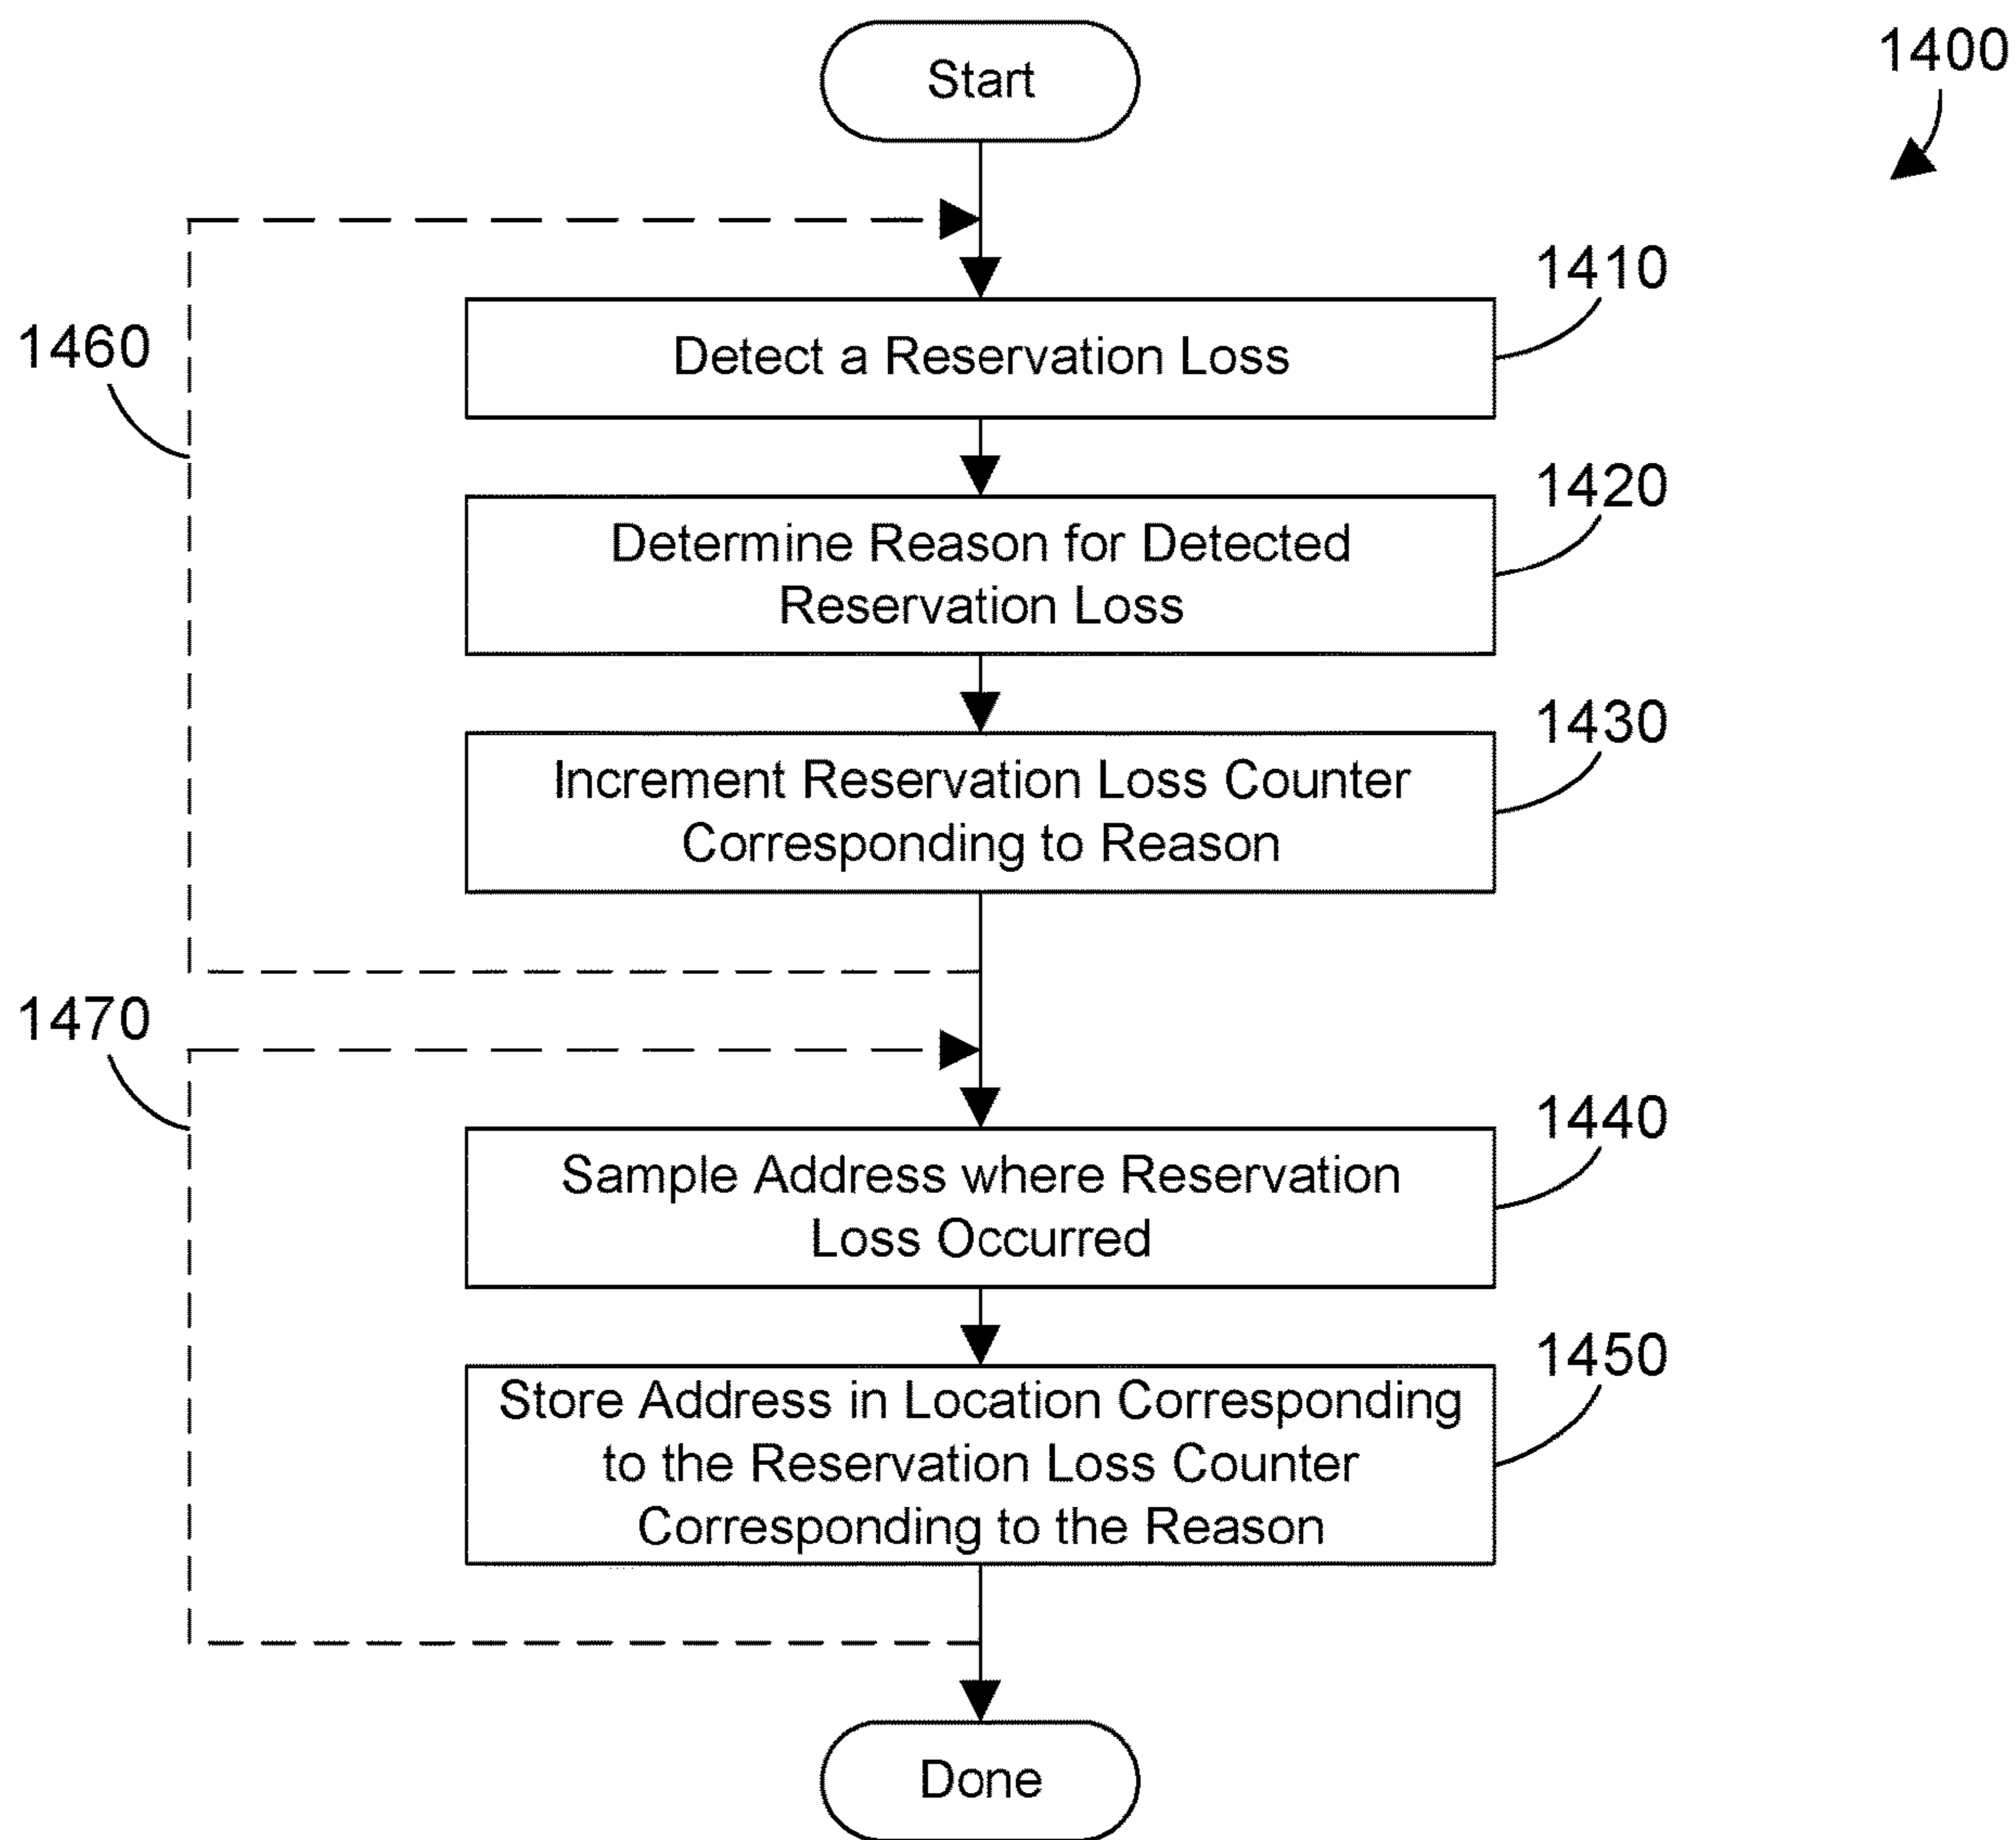 Start
1400
1410
Detect a Reservation Loss
1460
1420
Determine Reason for Detected
Reservation Loss
1430
Increment Reservation Loss Counter
Corresponding to Reason
1470
1440
Sample Address where Reservation
Loss Occurred
1450
Store Address in Location Corresponding
to the Reservation Loss Counter
Corresponding to the Reason
Done